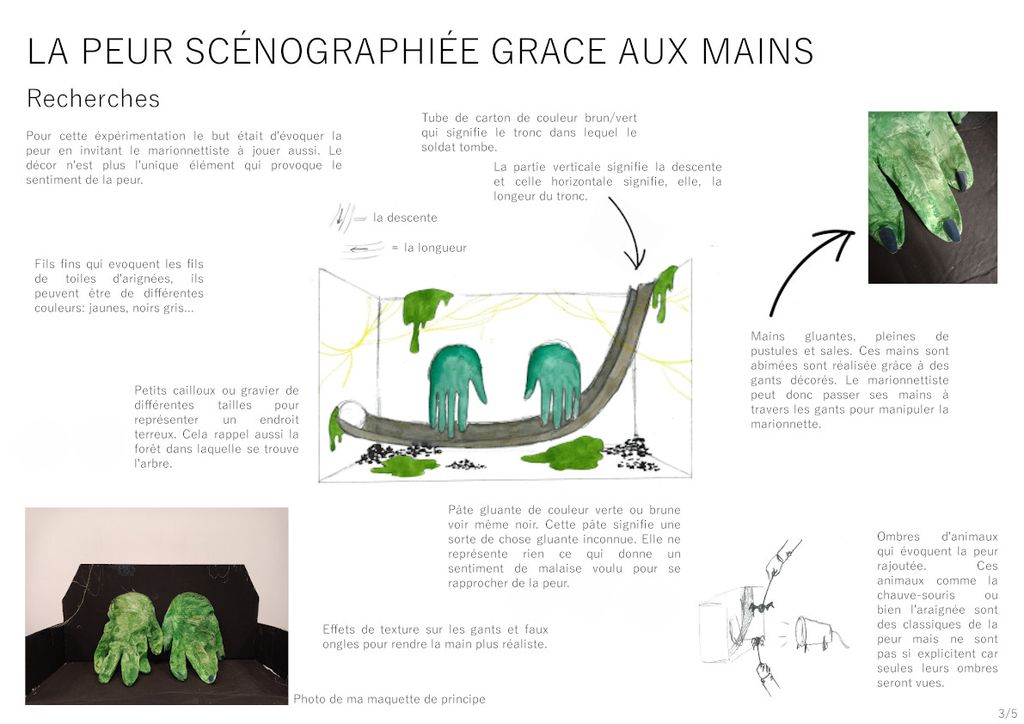 LA PEUR SCÉNOGRAPHIÉE GRACE AUX MAINS
Recherches
Pour cette éxpérimentation le but était d'évoquer la
peur en invitant le marionnettiste à jouer aussi. Le
décor n'est plus l'unique élément qui provoque le
sentiment de la peur.
Tube de carton de couleur brun/vert
qui signifie le tronc dans lequel le
soldat tombe.
La partie verticale signifie la descente
et celle horizontale signifie, elle, la
longeur du tronc.
= la descente
= la longueur
Fils fins qui evoquent les fils
de toiles d'arignées, ils
peuvent être de différentes
couleurs: jaunes, noirs gris...
Mains gluantes, pleines de
pustules et sales. Ces mains sont
abimées sont réalisée grâce à des
gants décorés. Le marionnettiste
peut donc passer ses mains à
travers les gants pour manipuler la
marionnette.
Petits cailloux ou gravier de
différentes tailles pour
représenter un endroit
terreux. Cela rappel aussi la
forêt dans laquelle se trouve
l'arbre.
Pâte gluante de couleur verte ou brune
voir même noir. Cette pâte signifie une
sorte de chose gluante inconnue. Elle ne
représente rien ce qui donne un
sentiment de malaise voulu pour se
rapprocher de la peur.
Ombres d'animaux
qui évoquent la peur
rajoutée. Ces
animaux comme la
chauve-souris ou
bien l'araignée sont
des classiques de la
peur mais ne sont
pas si explicitent car
seules leurs ombres
seront vues.
Effets de texture sur les gants et faux
ongles pour rendre la main plus réaliste.
Photo de ma maquette de principe
3/5